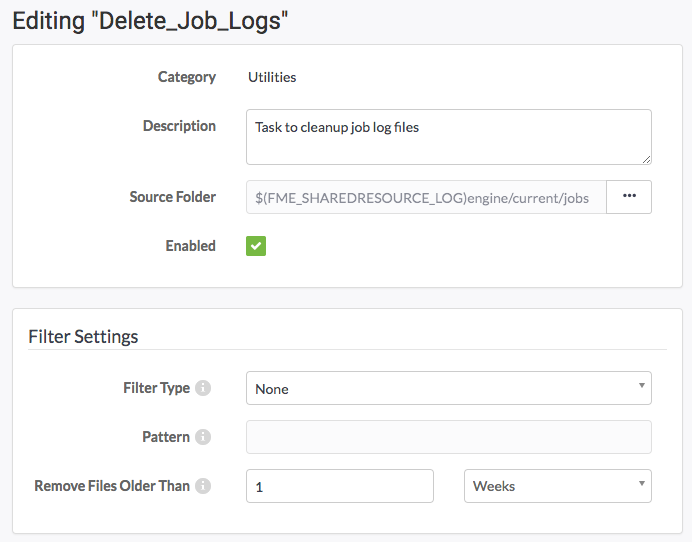 Editing "Delete_Job_Logs"
Category Utilities
Description Task to cleanup job log files
Source Folder $(FME_SHAREDRESOURCE_LOG)engine/current/jobs
Enabled
Filter Settings
Filter Type None
Pattern
Remove Files Older Than 1 Weeks